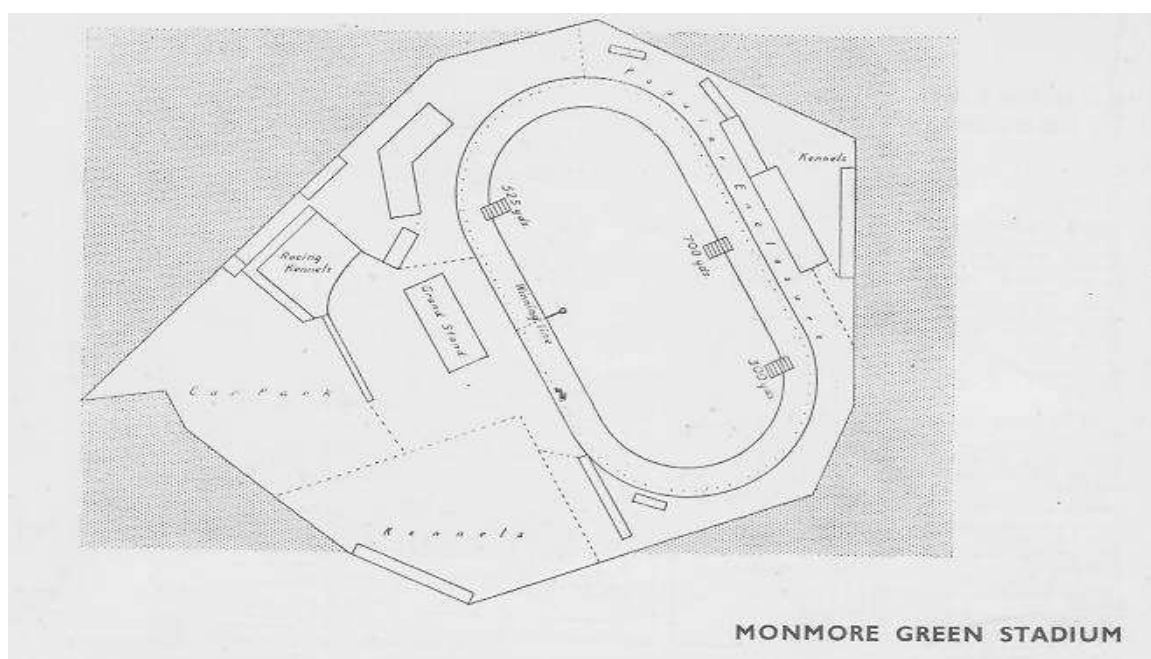 Popular Enclosure
Kennels
525 yds
700 yds
Racing
Kennels
Grand Stand
Winning line
300 yds
Car Park
Kennels
MONMORE GREEN STADIUM